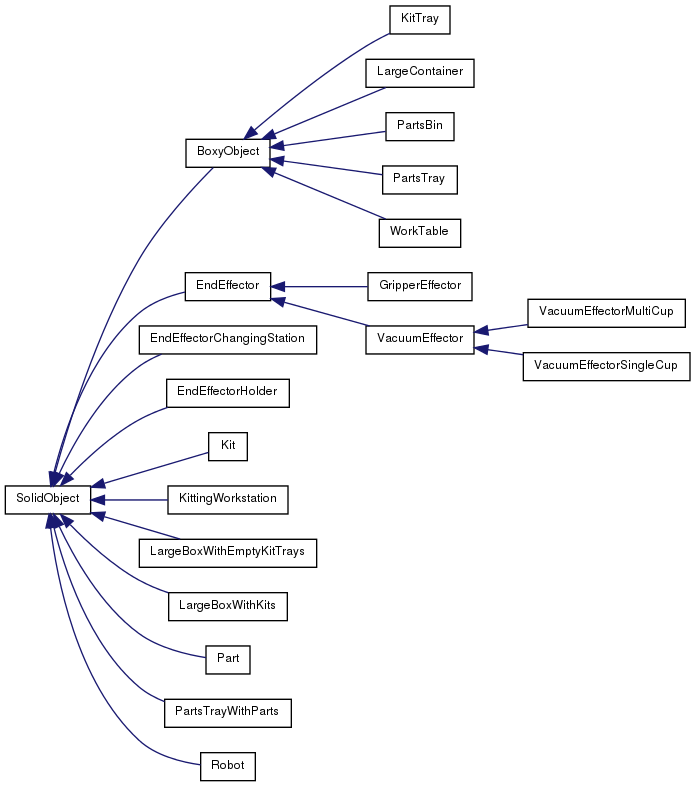 KitTray
LargeContainer
PartsBin
BoxyObject
PartsTray
WorkTable
EndEffector
GripperEffector
VacuumEffectorMultiCup
EndEffectorChangingStation
VacuumEffector
VacuumEffectorSingleCup
EndEffectorHolder
Kit
SolidObject
KittingWorkstation
LargeBoxWithEmptyKitTrays
LargeBoxWithKits
Part
PartsTrayWithParts
Robot